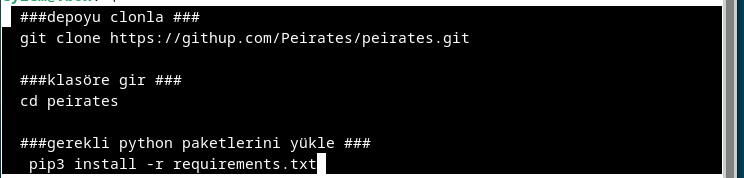 ###depoyu clonla ###
git clone https://githup.com/Peirates/peirates.git
###klasöre gir ###
cd peirates
###gerekli python paketlerini yükle ###
pip3 install -r requirements.txt